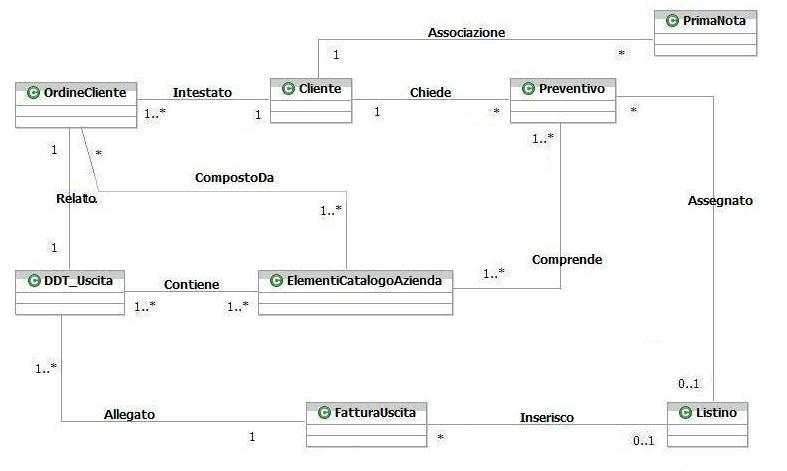 C PrimaNota
Associazione
1
*
C OrdineCliente
Intestato
C Cliente
Chiede
C Preventivo
1..*
1
1
*
*
1
*
1..*
CompostoDa
Relato.
1..*
Assegnato
1
Comprende
C DDT_Uscita
Contiene
C ElementiCatalogoAzienda
1..*
1..*
1..*
1..*
0..1
Allegato
C FatturaUscita
Inserisco
C Listino
1
*
0..1